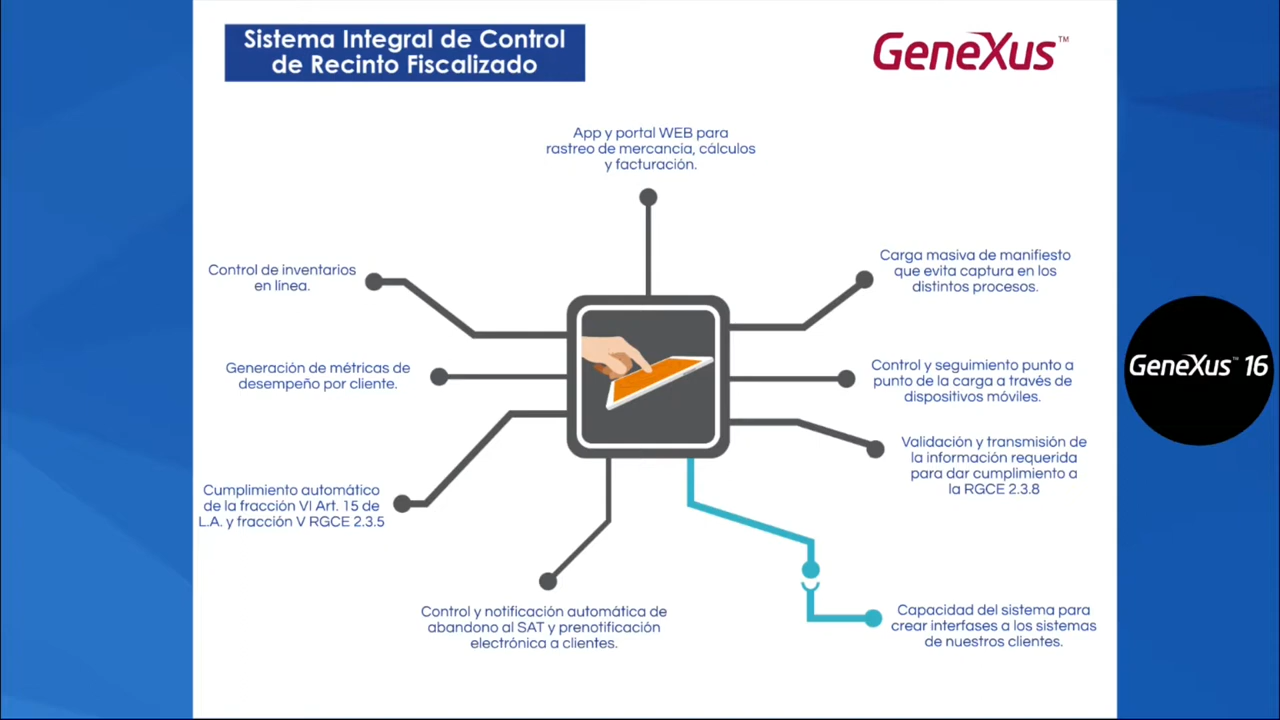 Sistema Integral de Control
de Recinto Fiscalizado
GeneXus™
App y portal WEB para
rastreo de mercancía, cálculos
y facturación.
Control de inventarios
en línea.
Carga masiva de manifiesto
que evita captura en los
distintos procesos.
Generación de métricas de
desempeño por cliente.
Control y seguimiento punto a
punto de la carga a través de
dispositivos móviles.
GeneXus™ 16
Validación y transmisión de
la información requerida
para dar cumplimiento a
la RGCE 2.3.8
Cumplimiento automático
de la fracción VI Art. 15 de
L.A. y fracción V RGCE 2.3.5
Control y notificación automática de
abandono al SAT y prenotificación
electrónica a clientes.
Capacidad del sistema para
crear interfases a los sistemas
de nuestros clientes.